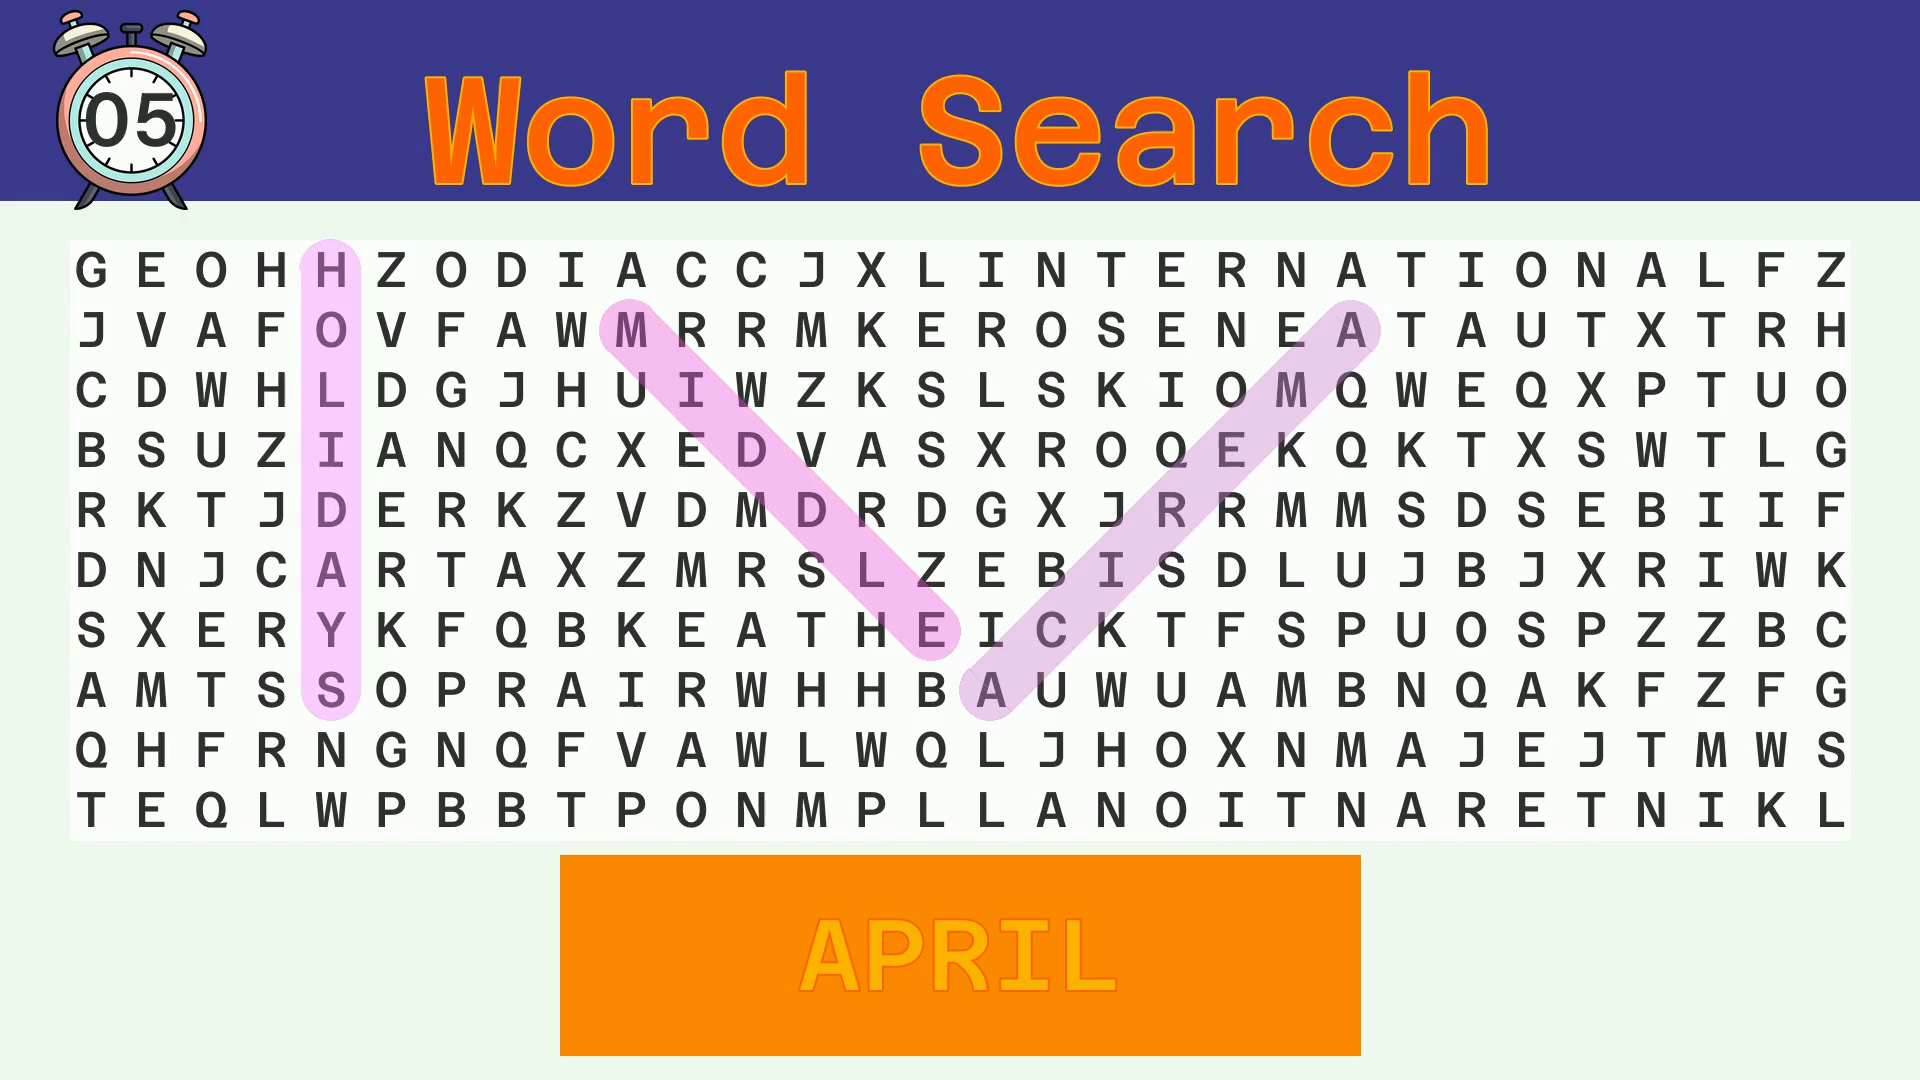 05
Word Search
G E O H H Z O D I A C C J X L I N T E R N A T I O N A L F Z
J V A F O V F A W M R R M K E R O S E N E A T A U T X T R H
C D W H L D G J H U I W Z K S L S K I O M Q W E Q X P T U O
B S U Z I A N Q C X E D V A S X R O Q E K Q K T X S W T L G
R K T J D E R K Z V D M D R D G X J R R M M S D S E B I I F
D N J C A R T A X Z M R S L Z E B I S D L U J B J X R I W K
S X E R Y K F Q B K E A T H E I C K T F S P U O S P Z Z B C
A M T S S O P R A I R W H H B A U W U A M B N Q A K F Z F G
Q H F R N G N Q F V A W L W Q L J H O X N M A J E J T M W S
T E Q L W P B B T P O N M P L L A N O I T N A R E T N I K L
APRIL